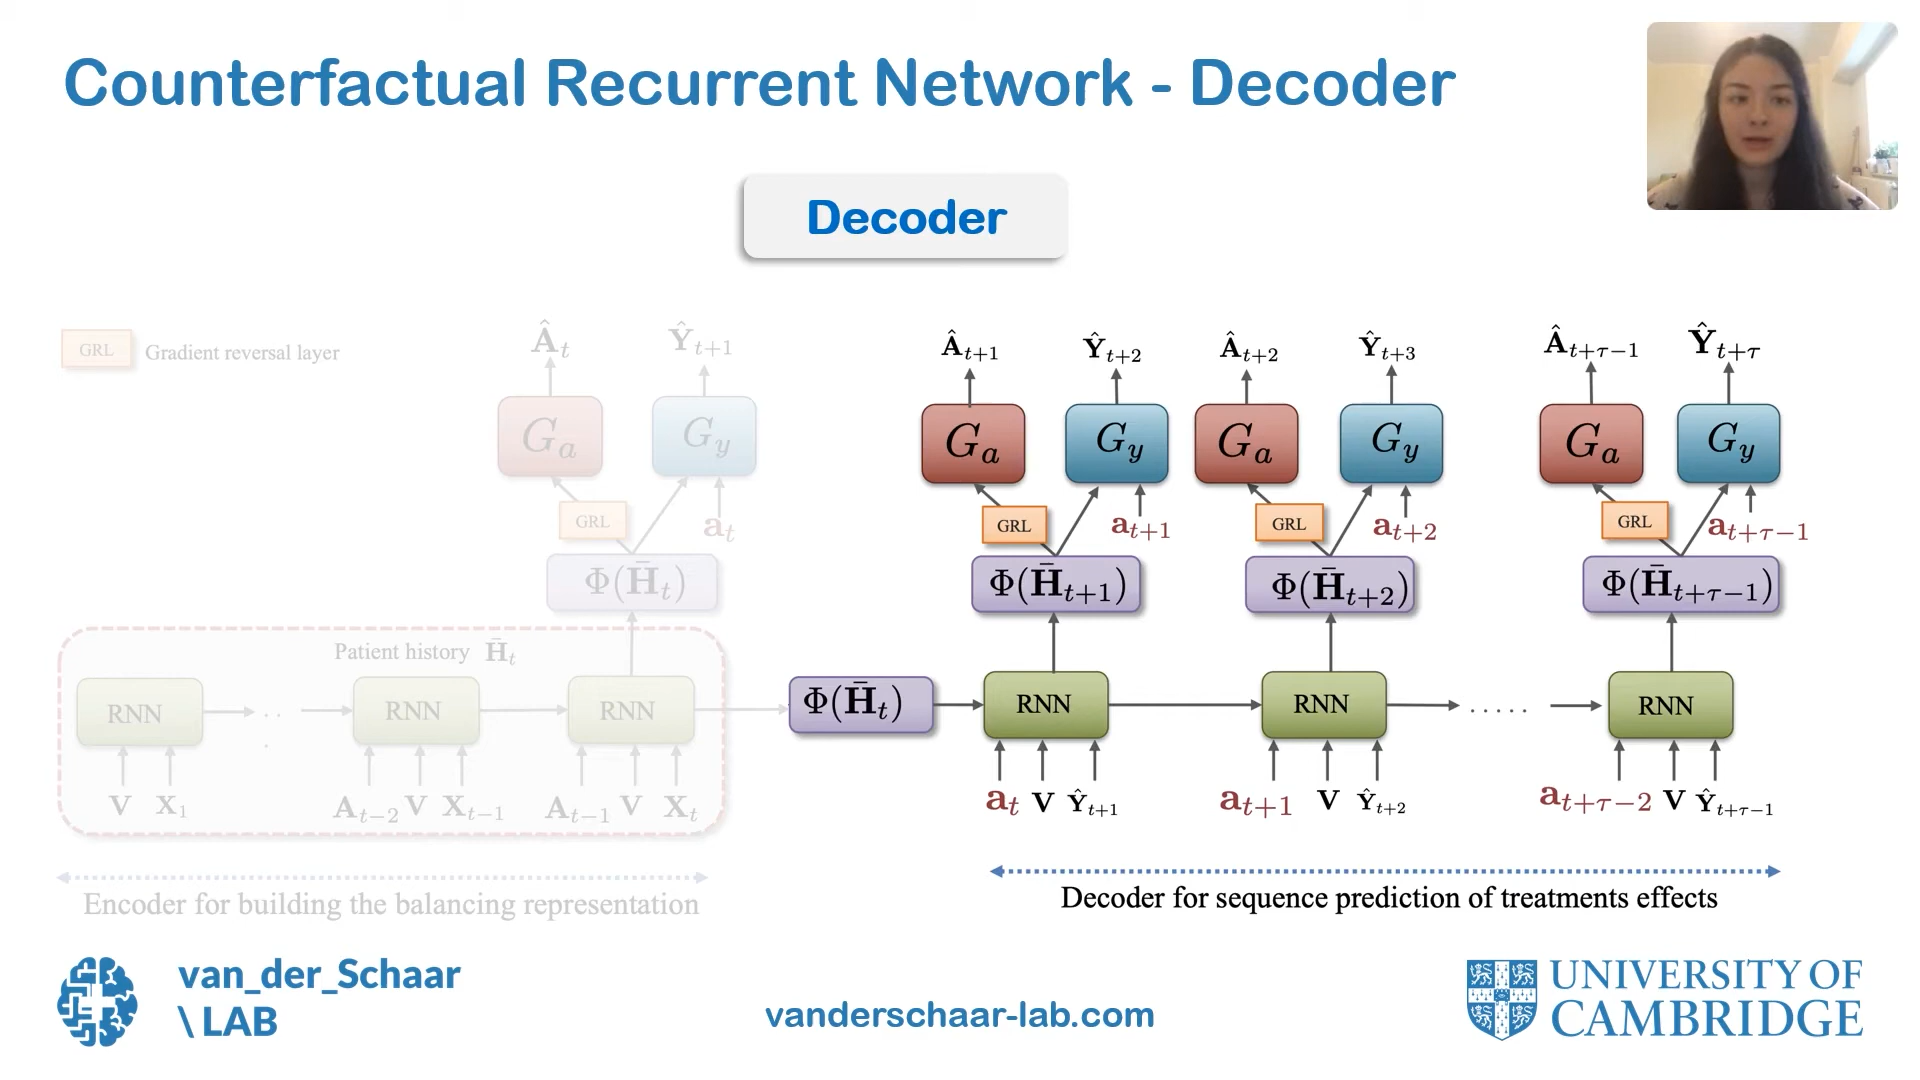 Counterfactual Recurrent Network - Decoder
Decoder
GRL Gradient reversal layer
Â_t Ŷ_{t+1} Â_{t+1} Ŷ_{t+2} Â_{t+2} Ŷ_{t+3} Â_{t+τ−1} Ŷ_{t+τ}
G_a G_y G_a G_y G_a G_y G_a G_y
GRL a_t GRL a_{t+1} GRL a_{t+2} GRL a_{t+τ−1}
Φ(H̄_t) Φ(H̄_{t+1}) Φ(H̄_{t+2}) Φ(H̄_{t+τ−1})
Patient history H̄_t
RNN . . . RNN RNN Φ(H̄_t) RNN RNN . . . . . RNN
V X_1 A_{t−2} V X_{t−1} A_{t−1} V X_t a_t V Ŷ_{t+1} a_{t+1} V Ŷ_{t+2} a_{t+τ−2} V Ŷ_{t+τ−1}
Encoder for building the balancing representation
Decoder for sequence prediction of treatments effects
van_der_Schaar
\ LAB
vanderschaar-lab.com
UNIVERSITY OF
CAMBRIDGE